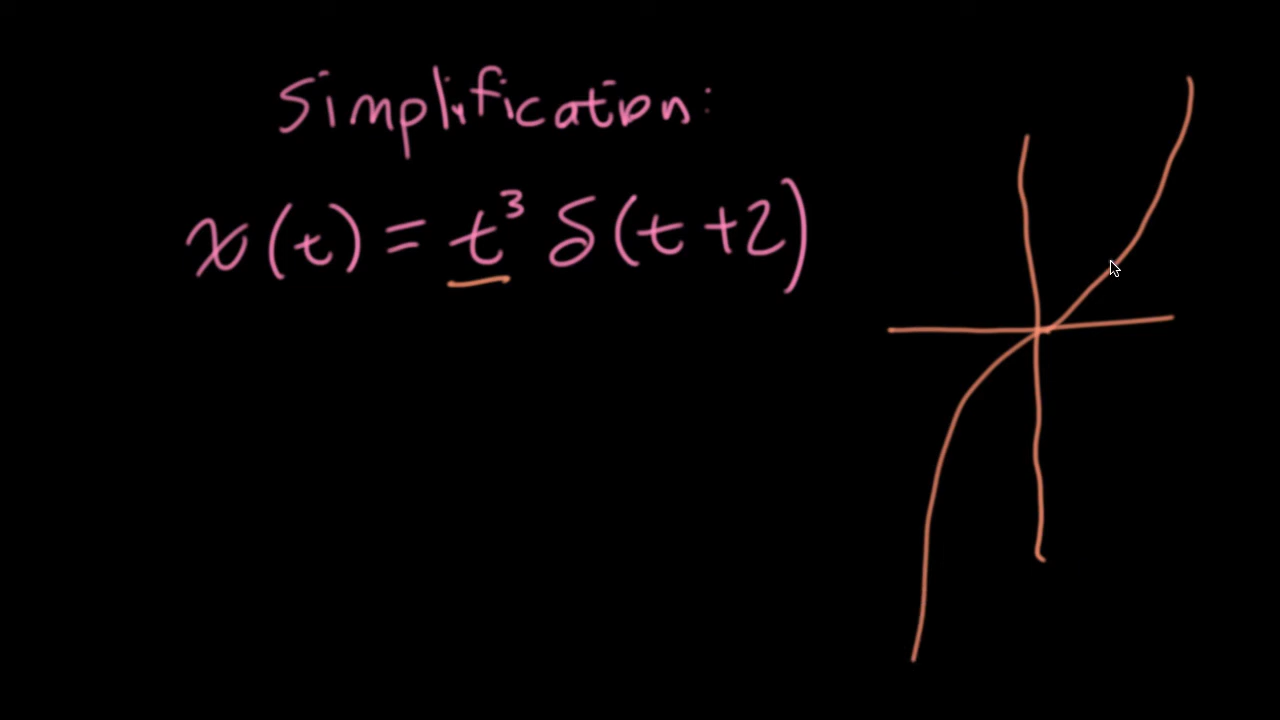 Simplification:
x(t) = t³ δ(t+2)